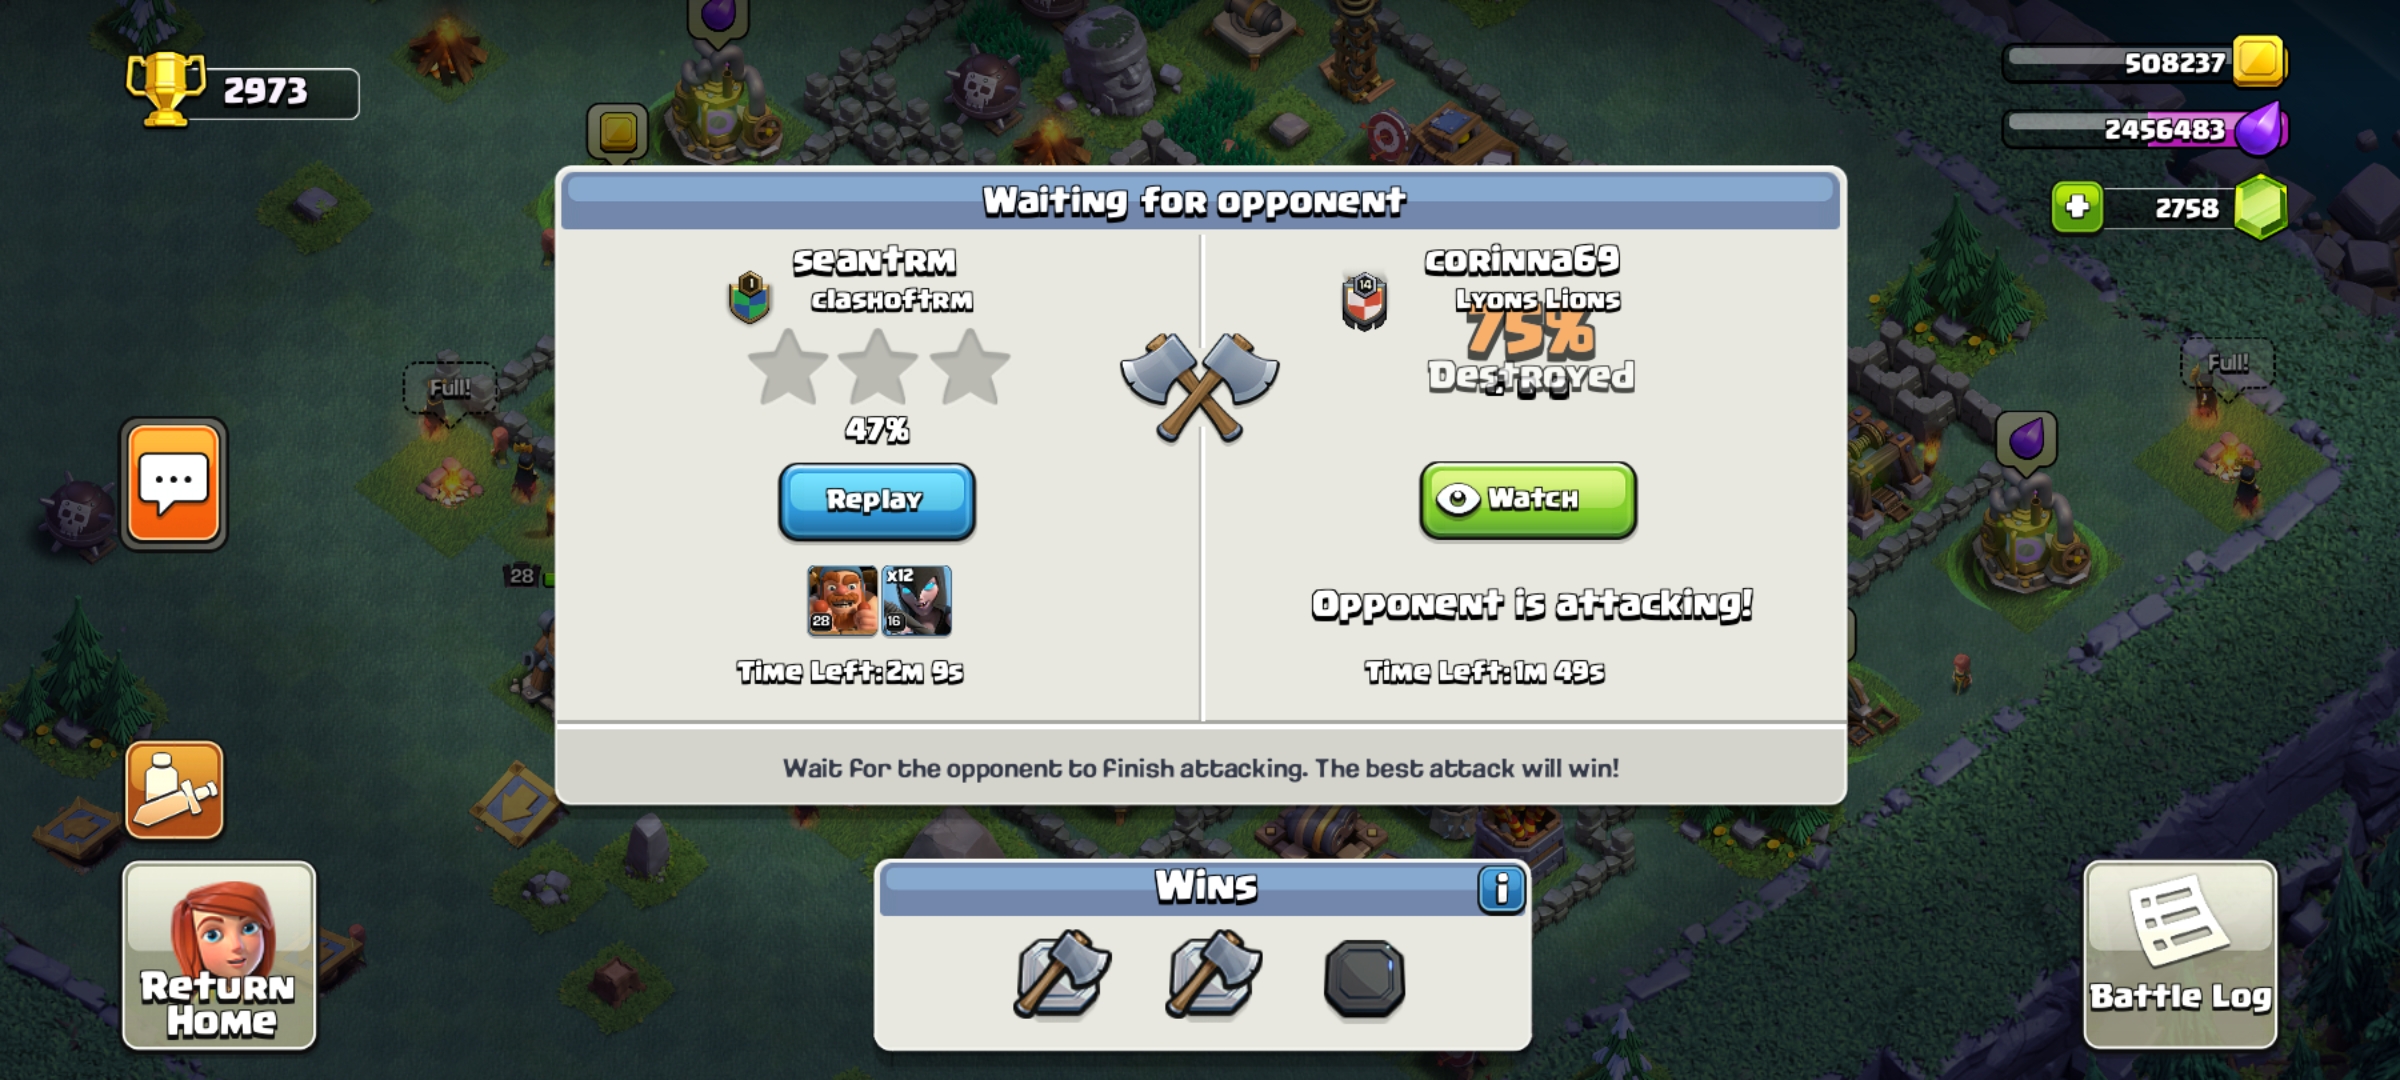 2973
508237
2456483
2758
Waiting for opponent
seantrm
clashoftrm
47%
Replay
x12
28
16
Time Left:2m 9s
corinna69
Lyons Lions
75%
Destroyed
Watch
Opponent is attacking!
Time Left:1m 49s
1
14
Wait for the opponent to finish attacking. The best attack will win!
Full!
Full!
28
Wins
i
Return
Home
Battle Log